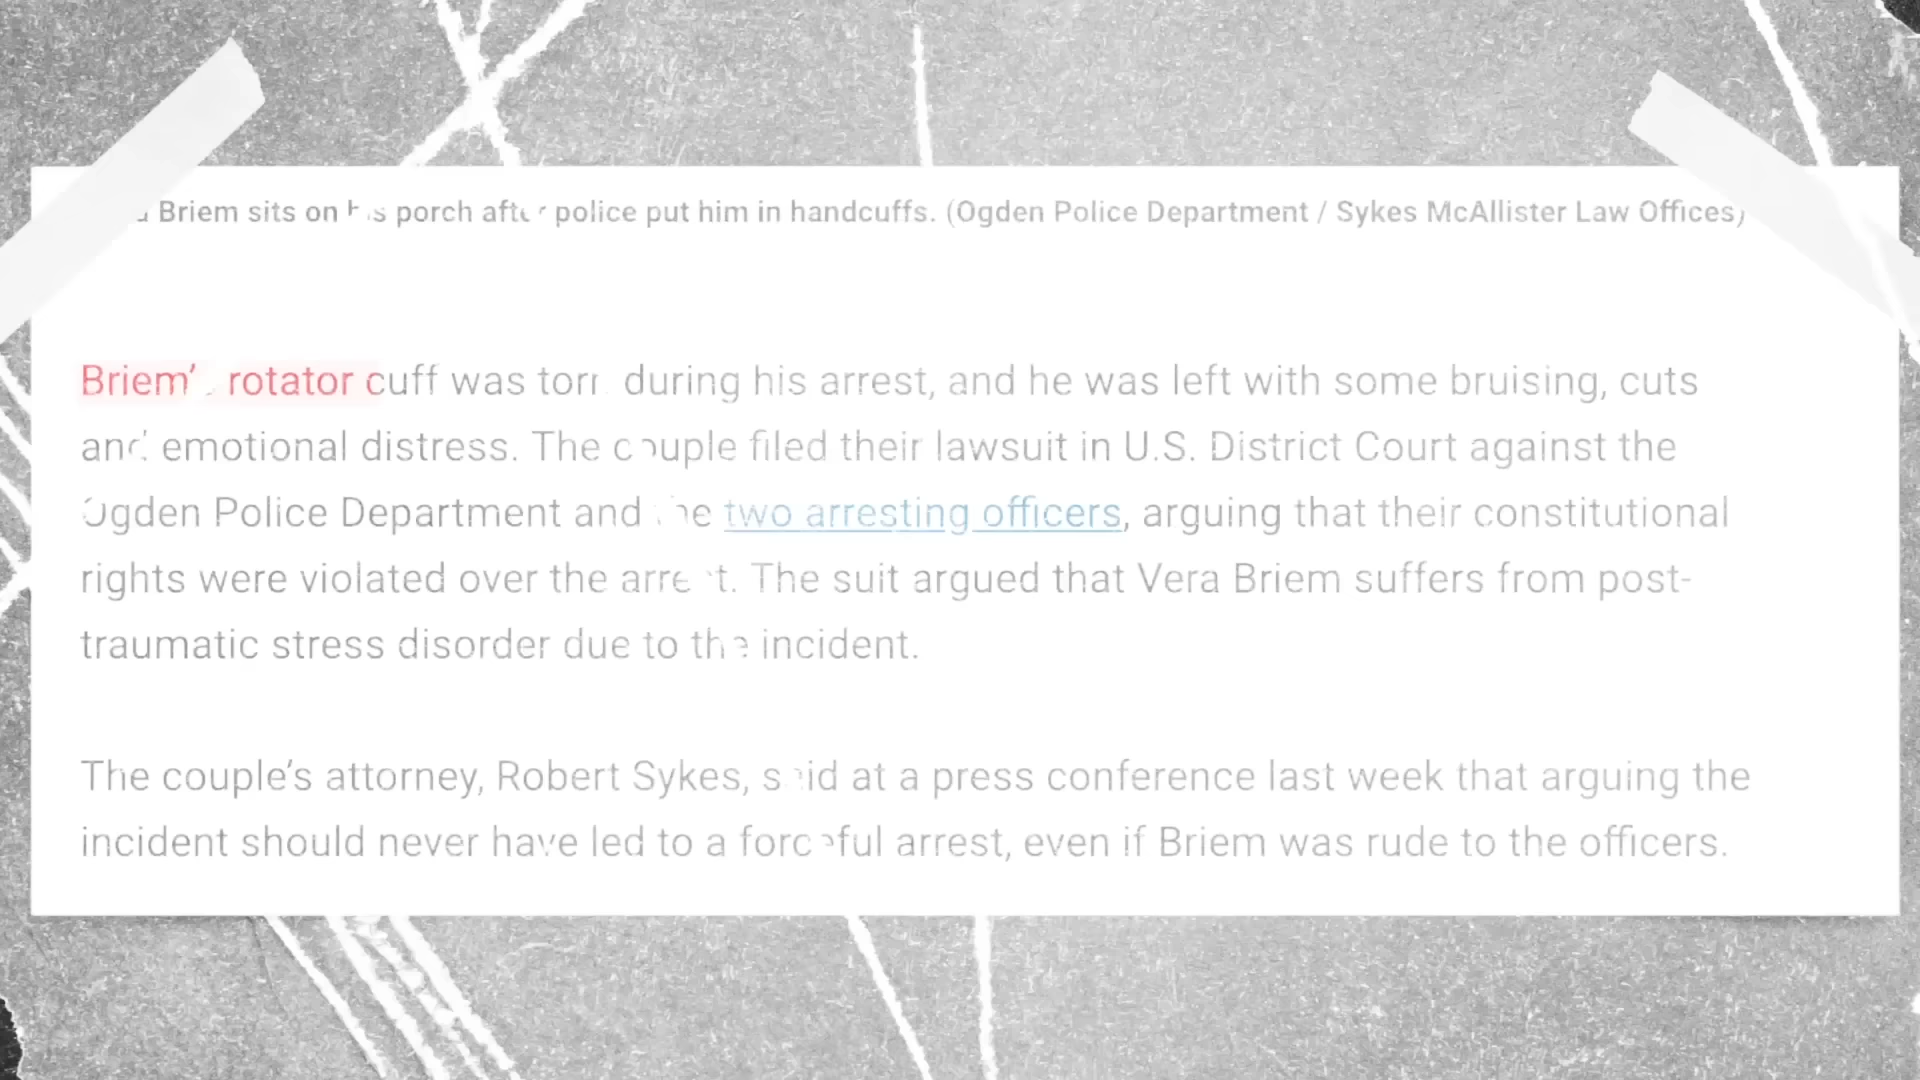 Briem sits on his porch after police put him in handcuffs. (Ogden Police Department / Sykes McAllister Law Offices)
Briem's rotator cuff was torn during his arrest, and he was left with some bruising, cuts
and emotional distress. The couple filed their lawsuit in U.S. District Court against the
Ogden Police Department and the two arresting officers, arguing that their constitutional
rights were violated over the arrest. The suit argued that Vera Briem suffers from post-
traumatic stress disorder due to the incident.
The couple's attorney, Robert Sykes, said at a press conference last week that arguing the
incident should never have led to a forceful arrest, even if Briem was rude to the officers.